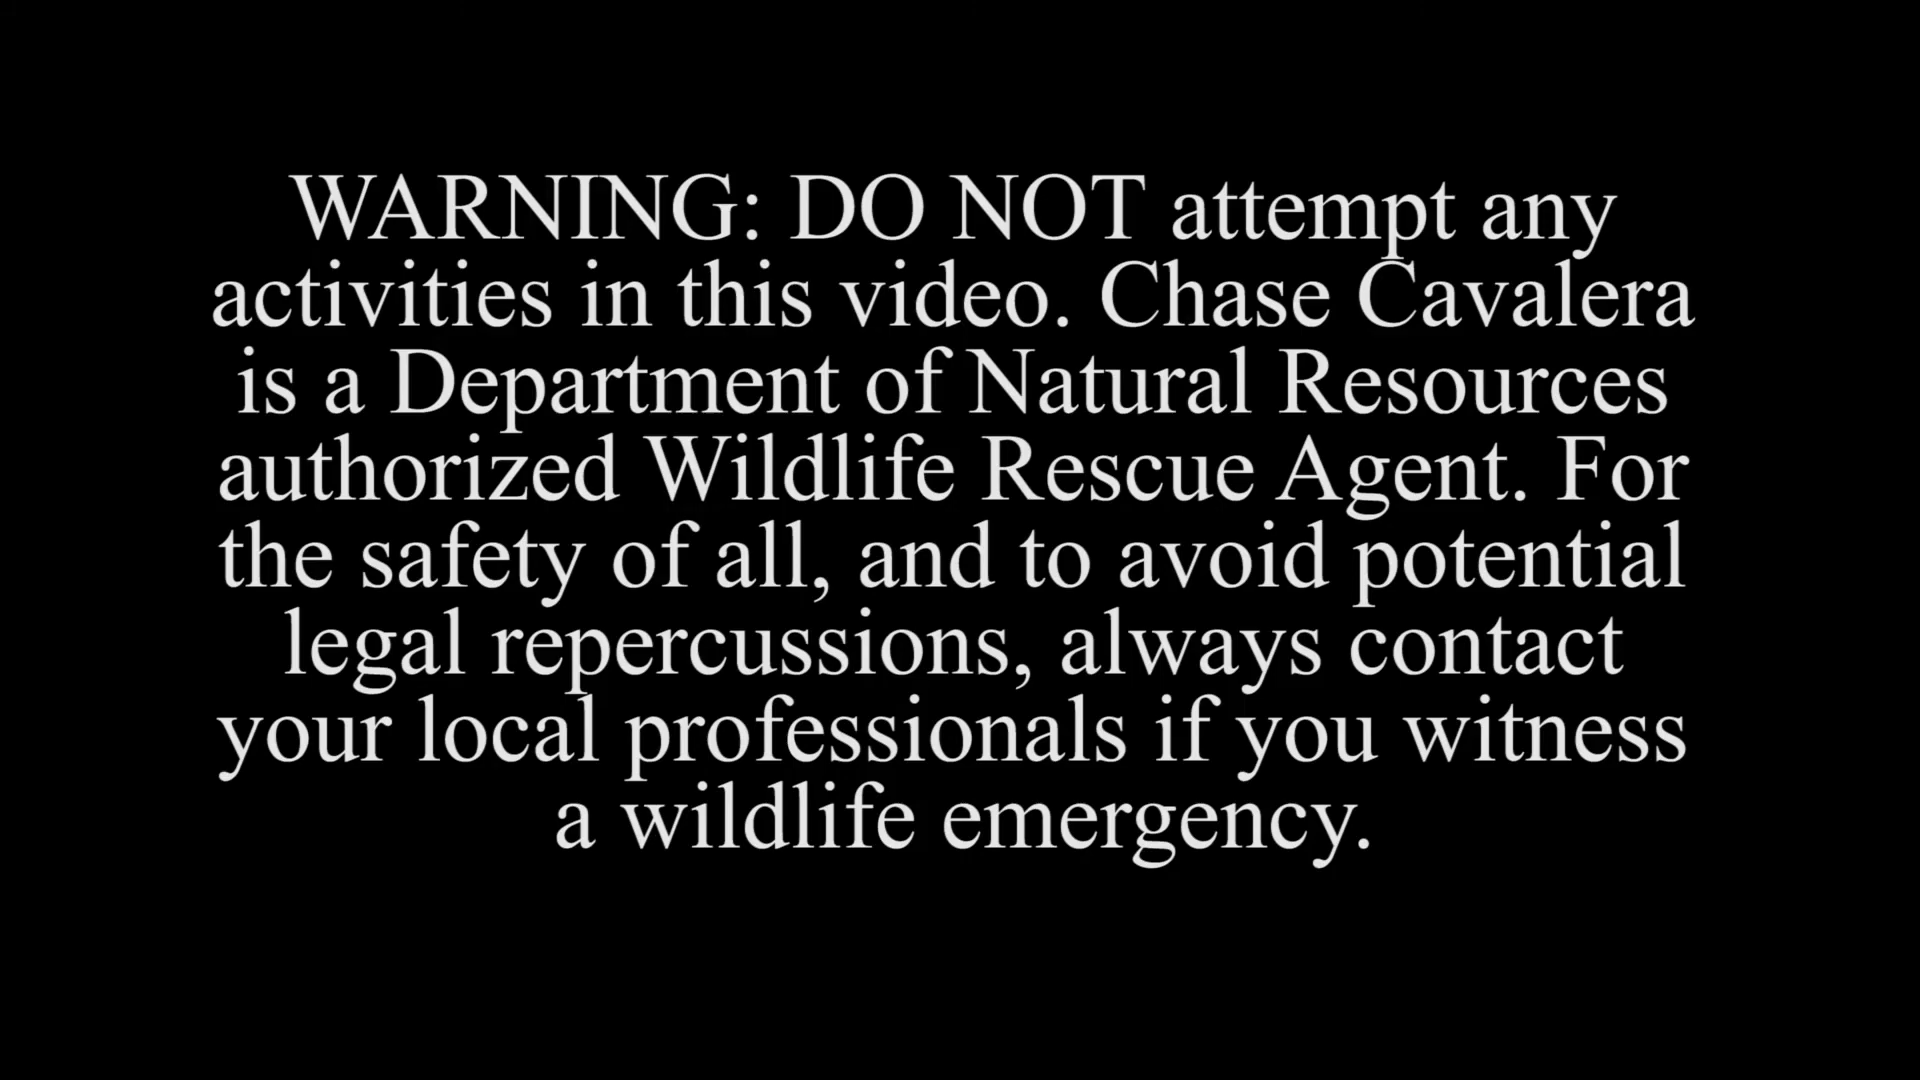 WARNING: DO NOT attempt any
activities in this video. Chase Cavalera
is a Department of Natural Resources
authorized Wildlife Rescue Agent. For
the safety of all, and to avoid potential
legal repercussions, always contact
your local professionals if you witness
a wildlife emergency.